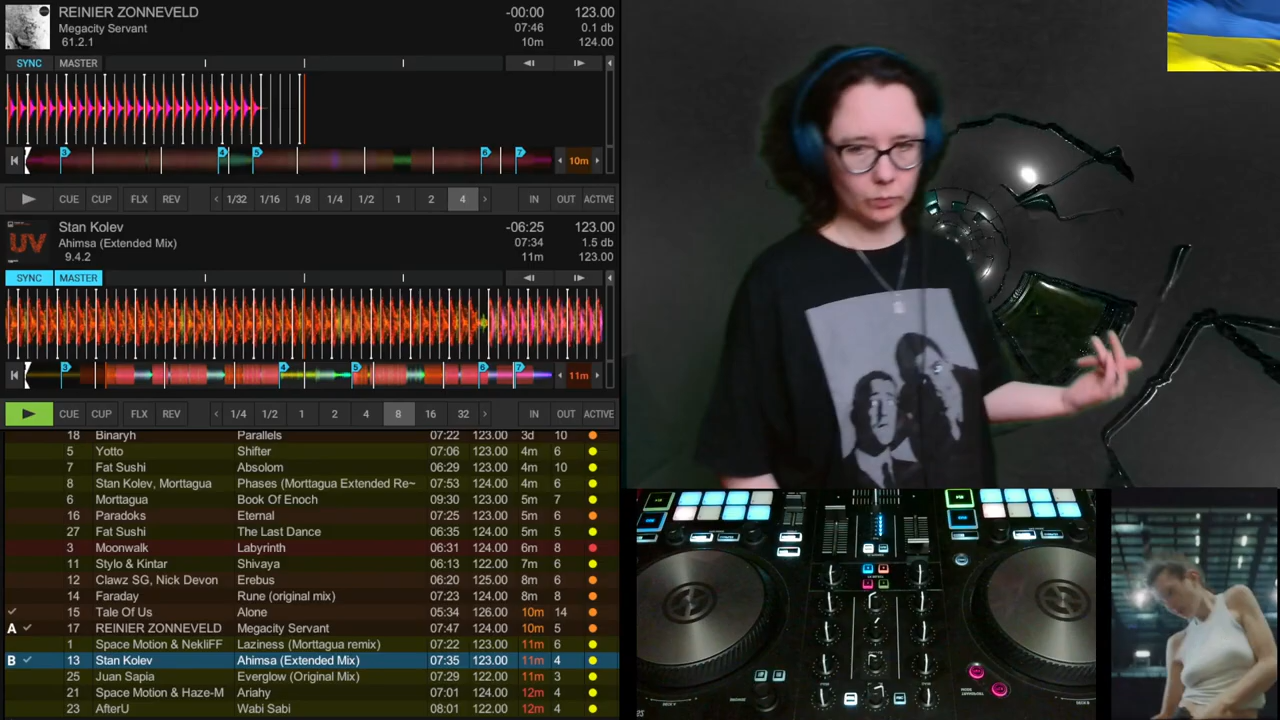 REINIER ZONNEVELD -00:00 123.00
Megacity Servant 07:46 0.1 db
61.2.1 10m 124.00
SYNC MASTER
3 4 5 6 7 10m
CUE CUP FLX REV 1/32 1/16 1/8 1/4 1/2 1 2 4 IN OUT ACTIVE
Stan Kolev -06:25 123.00
UV Ahimsa (Extended Mix) 07:34 1.5 db
9.4.2 11m 123.00
SYNC MASTER
3 4 5 6 7 11m
CUE CUP FLX REV 1/4 1/2 1 2 4 8 16 32 IN OUT ACTIVE
18 Binaryh Parallels 07:22 123.00 3d 10
5 Yotto Shifter 07:06 123.00 4m 6
7 Fat Sushi Absolom 06:29 123.00 4m 10
8 Stan Kolev, Morttagua Phases (Morttagua Extended Re~ 07:53 124.00 4m 6
6 Morttagua Book Of Enoch 09:30 123.00 5m 7
16 Paradoks Eternal 07:25 123.00 5m 6
27 Fat Sushi The Last Dance 06:35 124.00 5m 5
3 Moonwalk Labyrinth 06:31 124.00 6m 8
11 Stylo & Kintar Shivaya 06:13 122.00 7m 6
12 Clawz SG, Nick Devon Erebus 06:20 125.00 8m 6
14 Faraday Rune (original mix) 07:23 124.00 8m 8
15 Tale Of Us Alone 05:34 126.00 10m 14
A 17 REINIER ZONNEVELD Megacity Servant 07:47 124.00 10m 5
1 Space Motion & NekliFF Laziness (Morttagua remix) 07:22 123.00 11m 6
B 13 Stan Kolev Ahimsa (Extended Mix) 07:35 123.00 11m 4
25 Juan Sapia Everglow (Original Mix) 07:29 122.00 11m 3
21 Space Motion & Haze-M Ariahy 07:01 124.00 12m 4
23 AfterU Wabi Sabi 08:01 122.00 12m 4